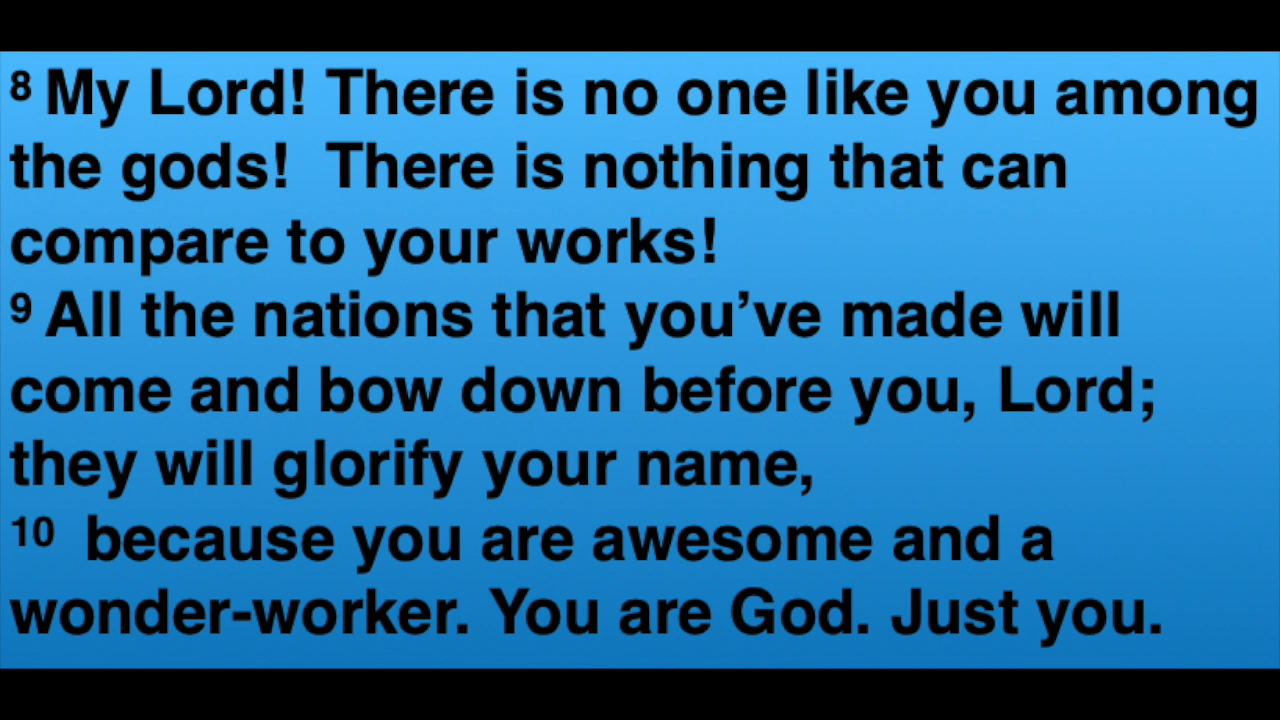 8 My Lord! There is no one like you among
the gods!  There is nothing that can
compare to your works!
9 All the nations that you’ve made will
come and bow down before you, Lord;
they will glorify your name,
10  because you are awesome and a
wonder-worker. You are God. Just you.